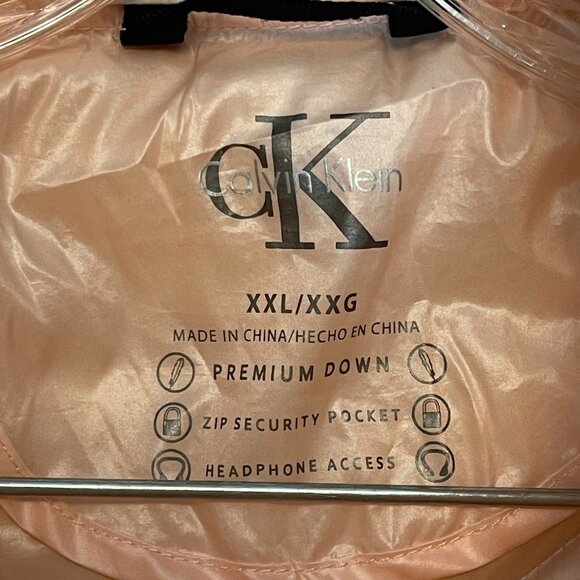 cK
Calvin Klein
XXL/XXG
MADE IN CHINA/HECHO EN CHINA
PREMIUM DOWN
ZIP SECURITY POCKET
HEADPHONE ACCESS